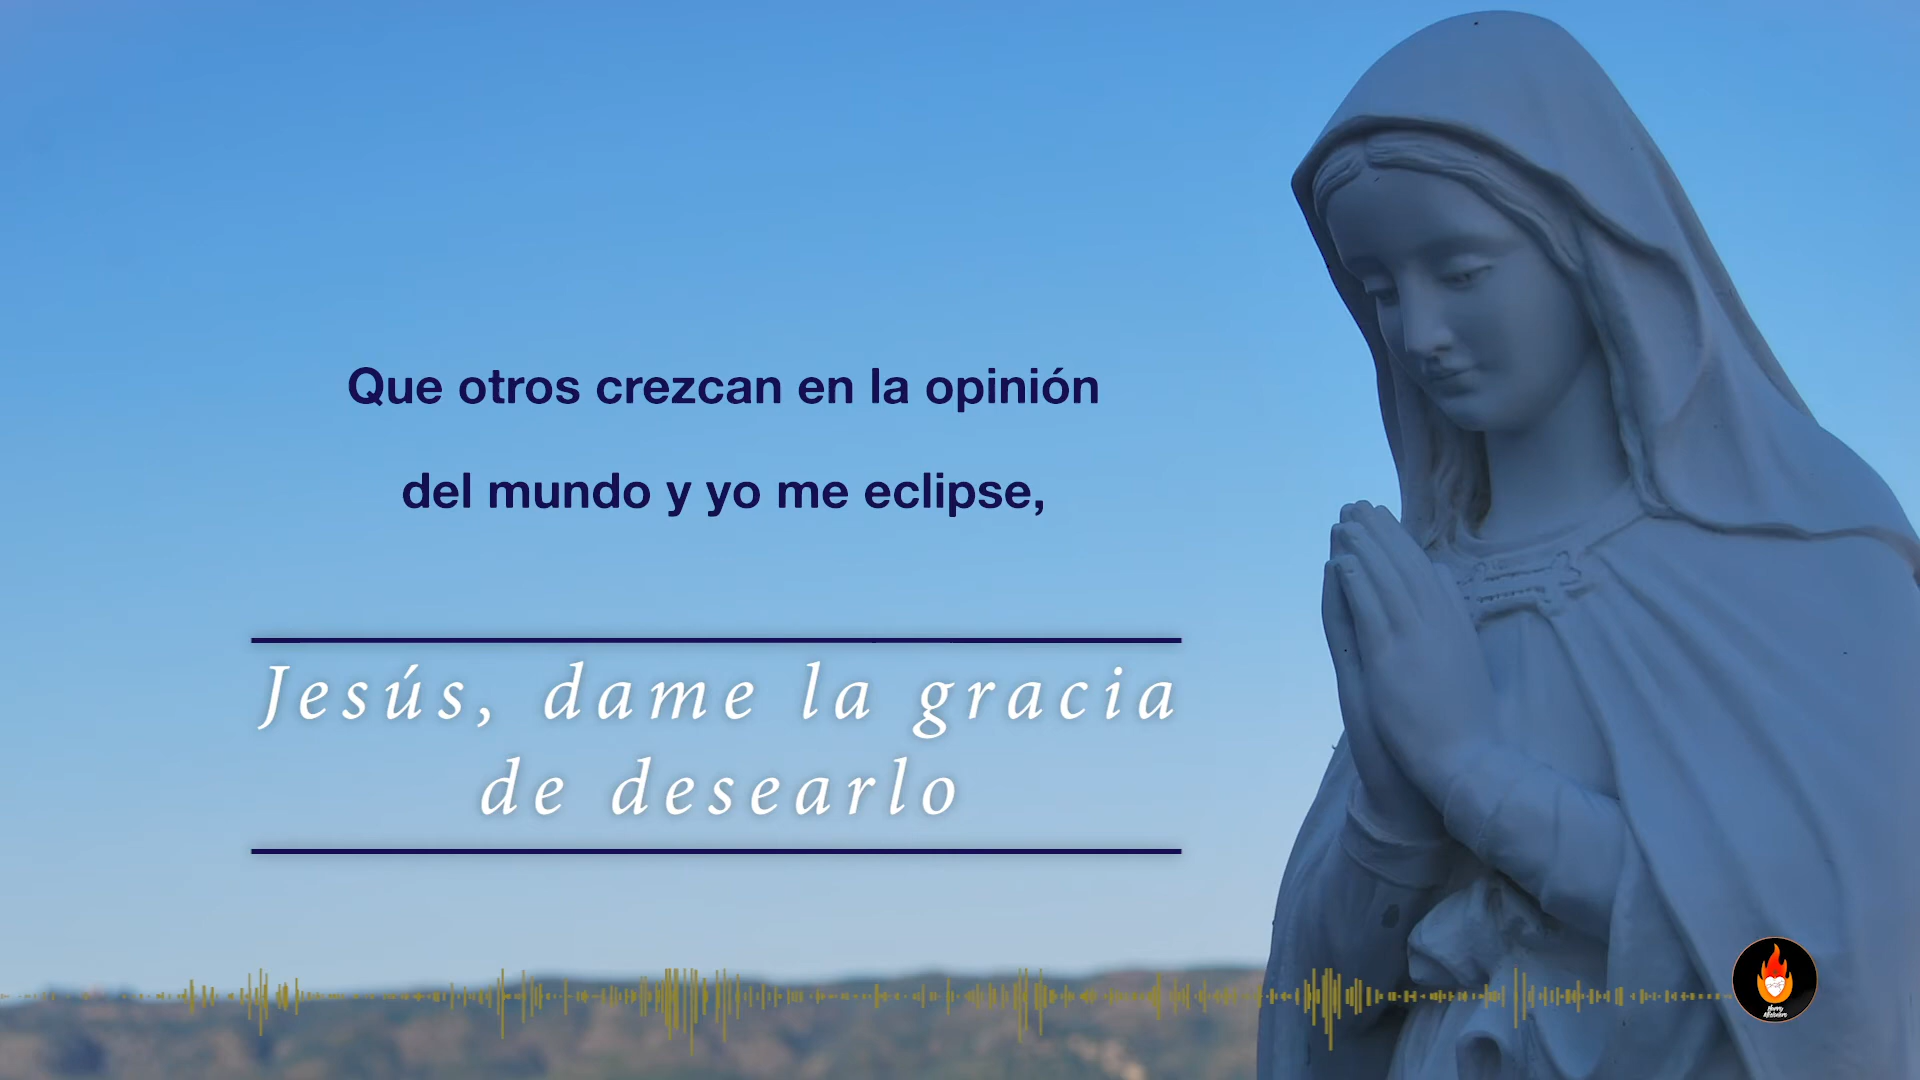 Que otros crezcan en la opinión
del mundo y yo me eclipse,
Jesús, dame la gracia
de desearlo